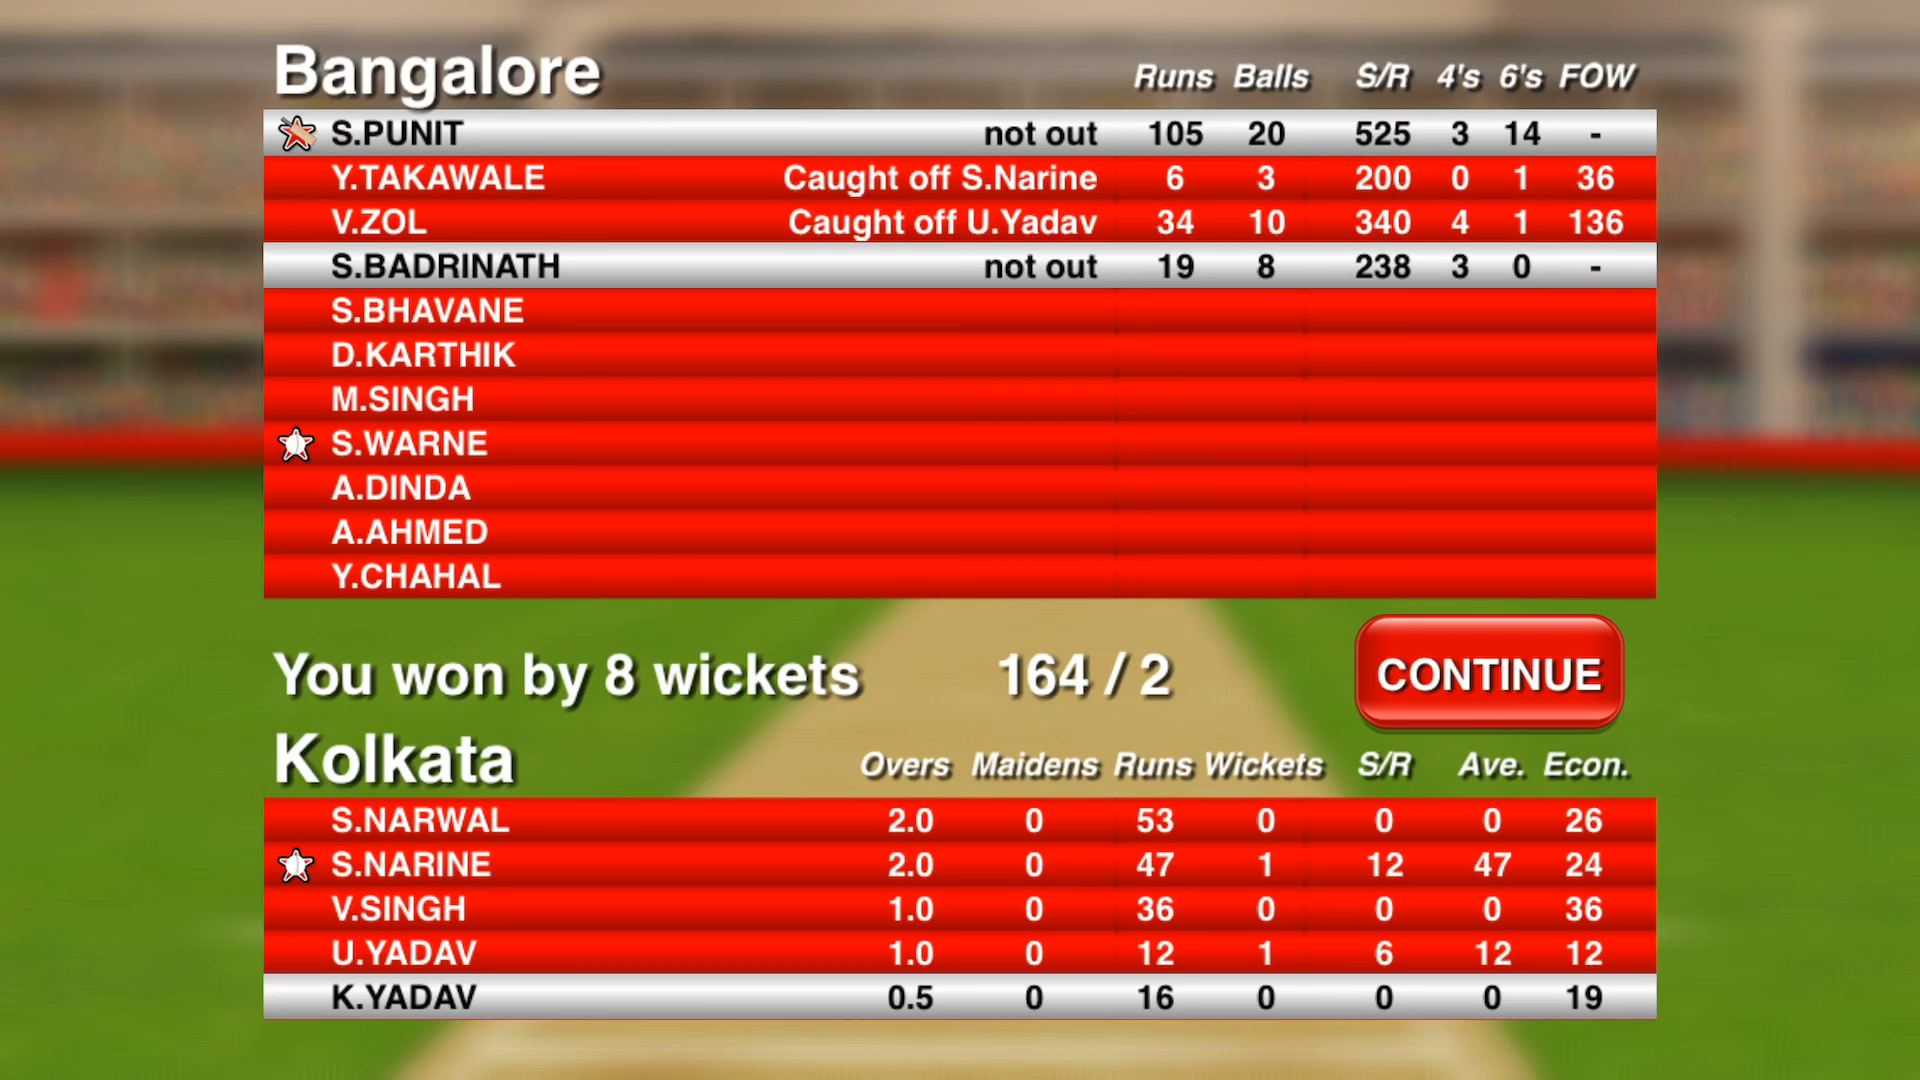 Bangalore Runs Balls S/R 4's 6's FOW
S.PUNIT not out 105 20 525 3 14 -
Y.TAKAWALE Caught off S.Narine 6 3 200 0 1 36
V.ZOL Caught off U.Yadav 34 10 340 4 1 136
S.BADRINATH not out 19 8 238 3 0 -
S.BHAVANE
D.KARTHIK
M.SINGH
S.WARNE
A.DINDA
A.AHMED
Y.CHAHAL
You won by 8 wickets 164 / 2 CONTINUE
Kolkata Overs Maidens Runs Wickets S/R Ave. Econ.
S.NARWAL 2.0 0 53 0 0 0 26
S.NARINE 2.0 0 47 1 12 47 24
V.SINGH 1.0 0 36 0 0 0 36
U.YADAV 1.0 0 12 1 6 12 12
K.YADAV 0.5 0 16 0 0 0 19